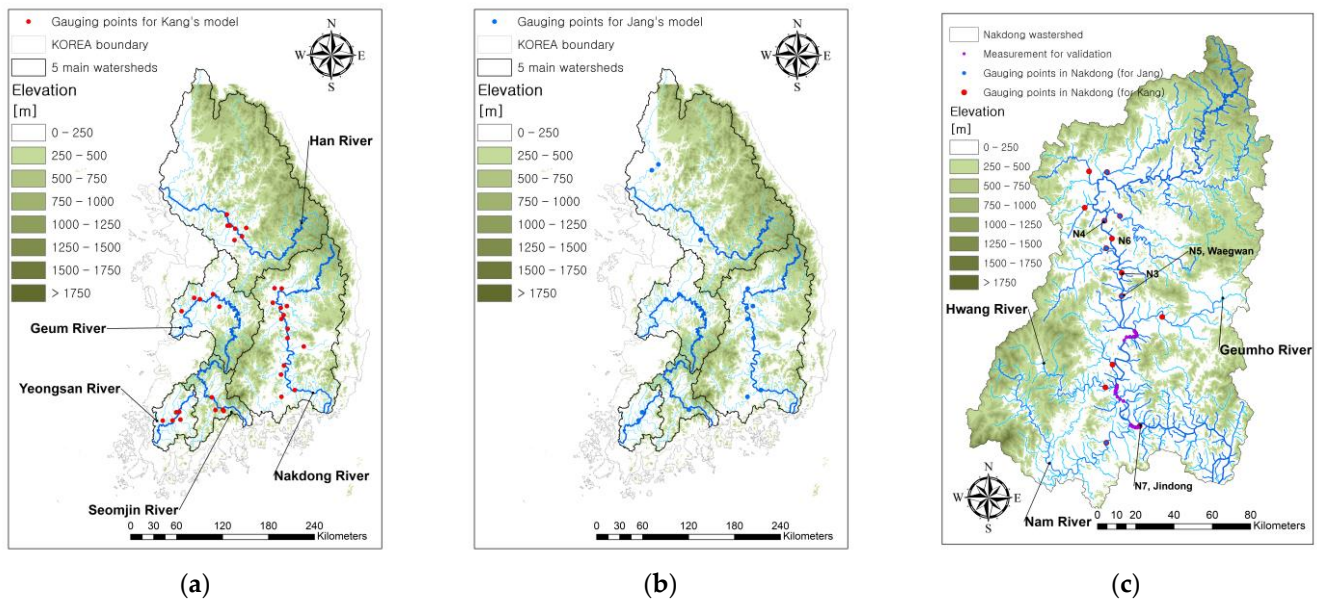 Gauging points for Kang's model
KOREA boundary
5 main watersheds
Elevation
[m]
0 – 250
250 – 500
500 – 750
750 – 1000
1000 – 1250
1250 – 1500
1500 – 1750
> 1750
N
W E
S
Han River
Geum River
Yeongsan River
Nakdong River
Seomjin River
0 30 60 120 180 240
Kilometers
(a)
Gauging points for Jang's model
KOREA boundary
5 main watersheds
Elevation
[m]
0 – 250
250 – 500
500 – 750
750 – 1000
1000 – 1250
1250 – 1500
1500 – 1750
> 1750
N
W E
S
0 30 60 120 180 240
Kilometers
(b)
Nakdong wastershed
Measurement for validation
Gauging points in Nakdong (for Jang)
Gauging points in Nakdong (for Kang)
Elevation
[m]
0 – 250
250 – 500
500 – 750
750 – 1000
1000 – 1250
1250 – 1500
1500 – 1750
> 1750
N4
N6
N5, Waegwan
N3
Hwang River
Geumho River
N7, Jindong
Nam River
N
W E
S
0 10 20 40 60 80
Kilometers
(c)